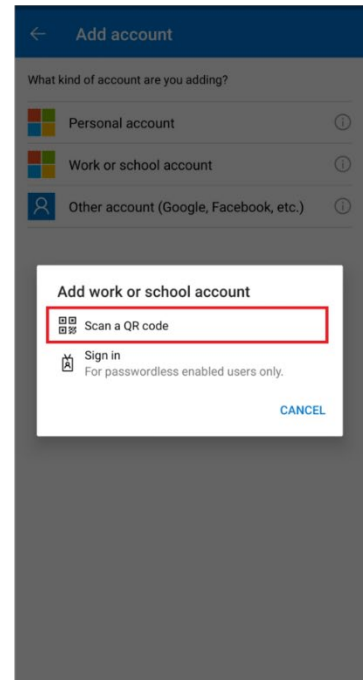 Add account
What kind of account are you adding?
Personal account
Work or school account
Other account (Google, Facebook, etc.)
Add work or school account
Scan a QR code
Sign in
For passwordless enabled users only.
CANCEL